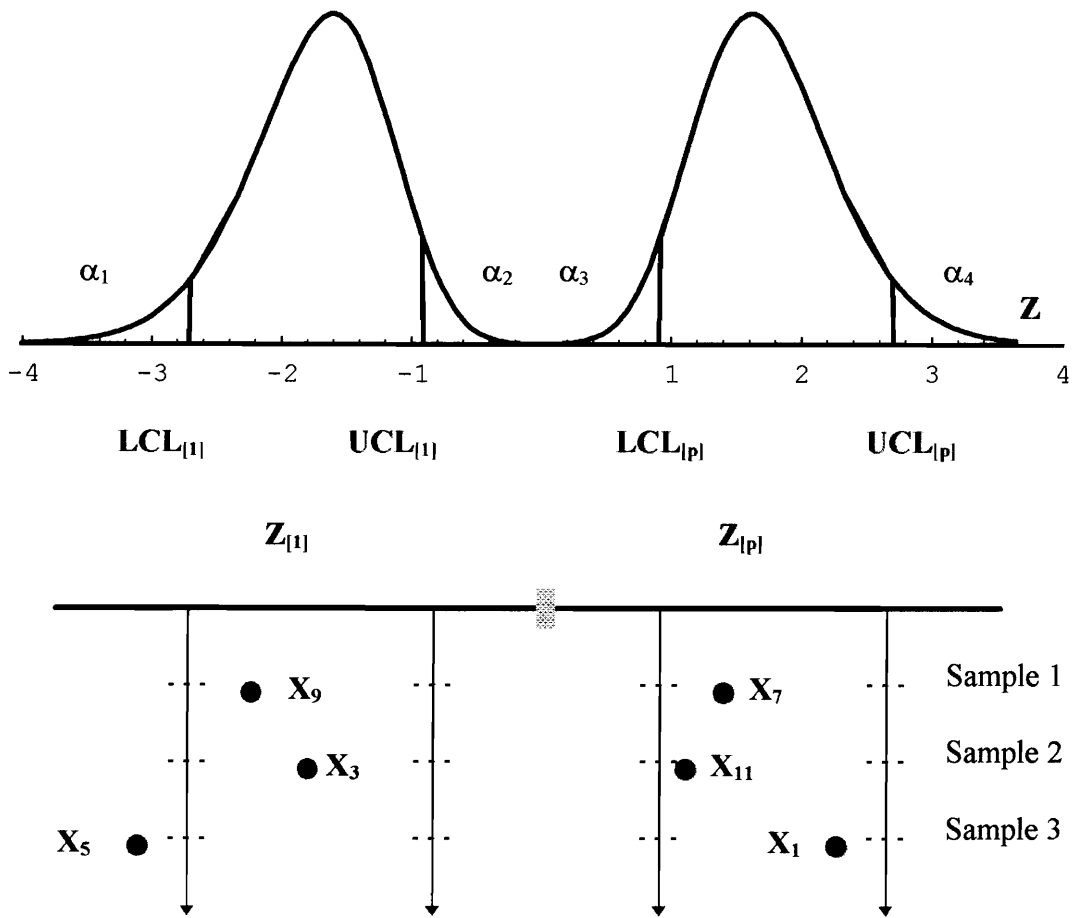 α₁ α₂ α₃ α₄ Z
-4 -3 -2 -1 1 2 3 4
LCL[1] UCL[1] LCL[p] UCL[p]
Z[1] Z[p]
X₉ X₇ Sample 1
X₃ X₁₁ Sample 2
X₅ X₁ Sample 3